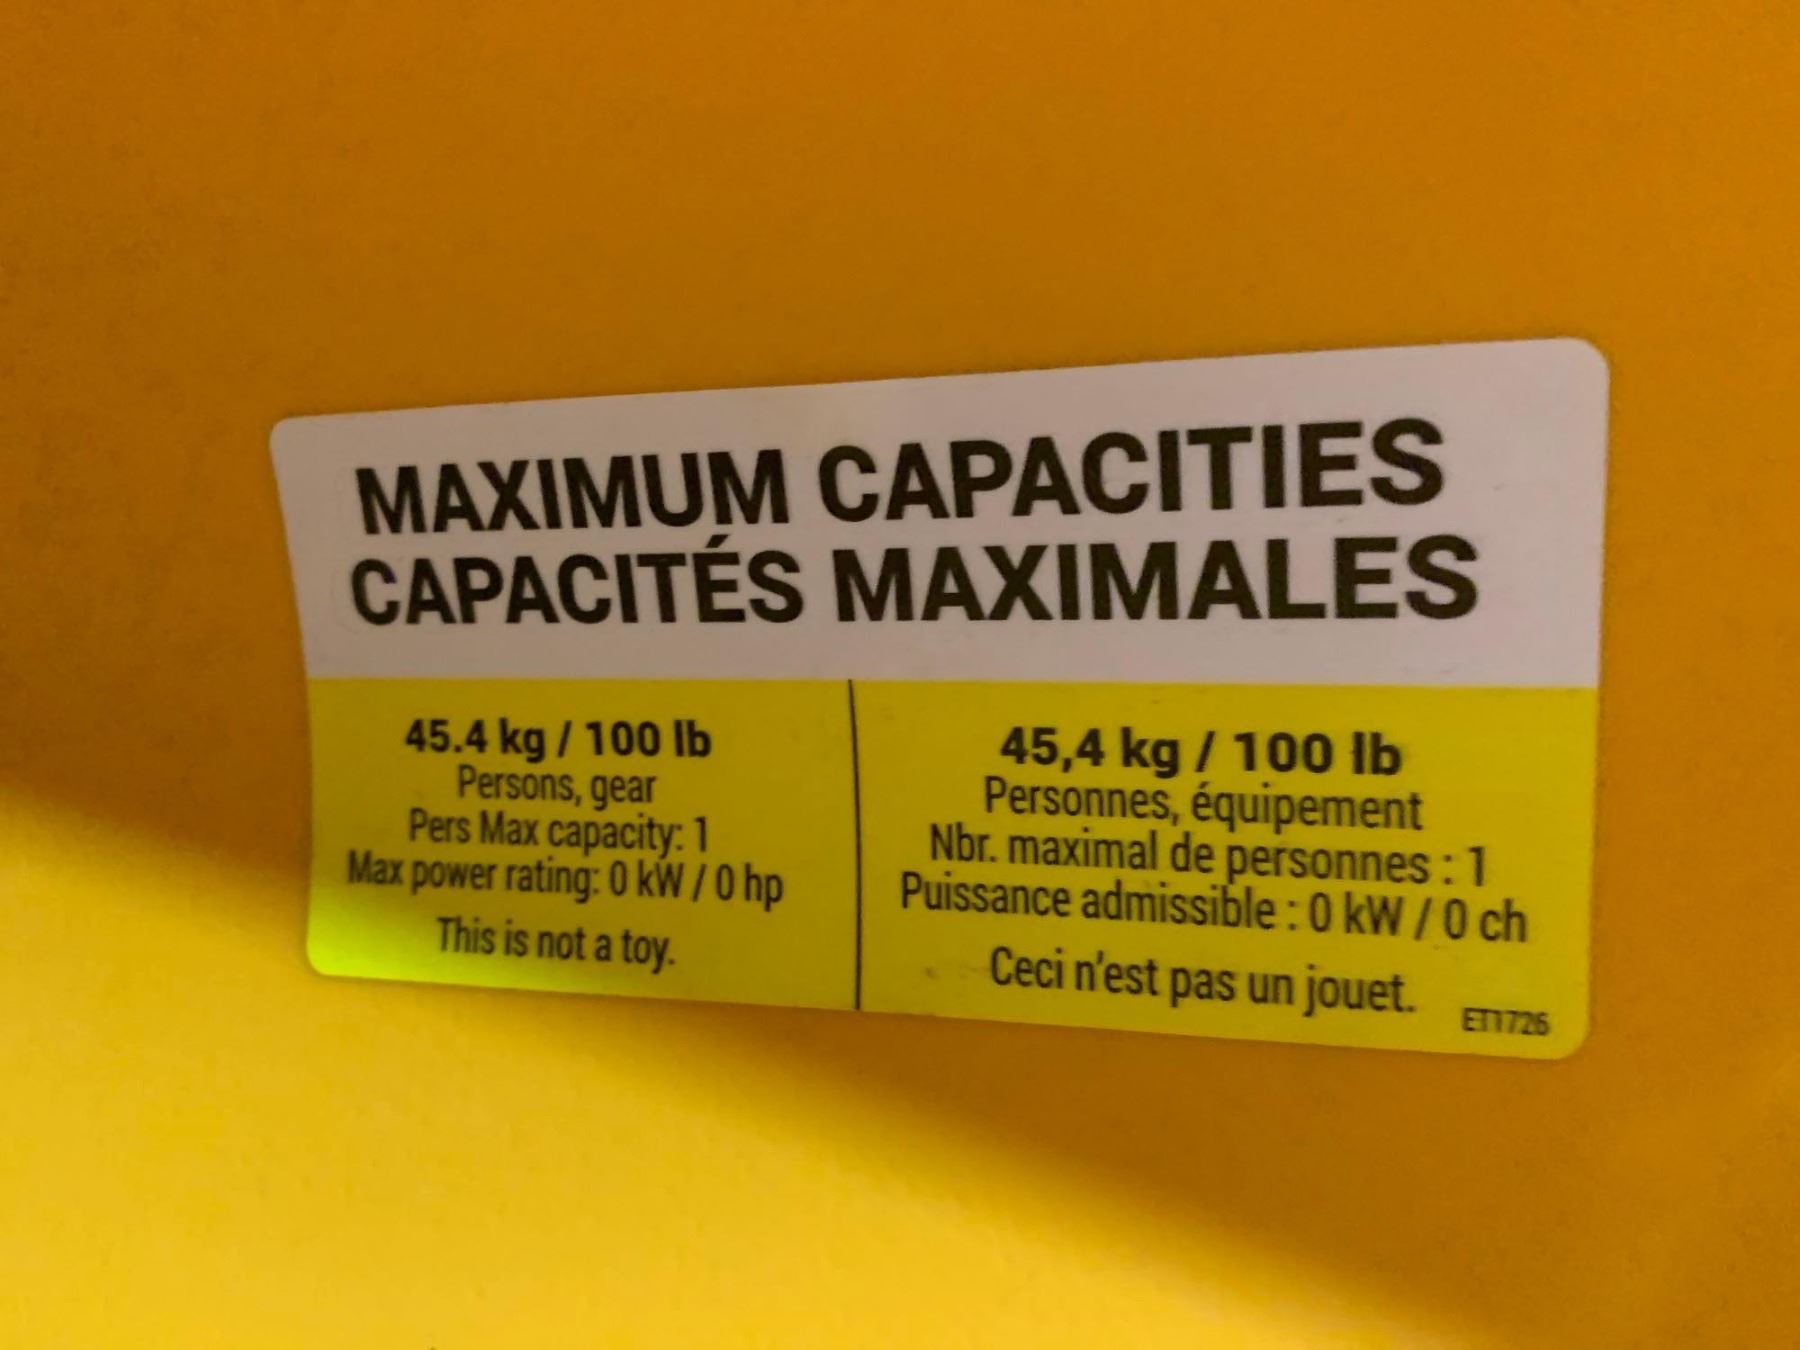 MAXIMUM CAPACITIES
CAPACITÉS MAXIMALES
45.4 kg / 100 lb
Persons, gear
Pers Max capacity: 1
Max power rating: 0 kW / 0 hp
This is not a toy.
45,4 kg / 100 lb
Personnes, équipement
Nbr. maximal de personnes : 1
Puissance admissible : 0 kW / 0 ch
Ceci n'est pas un jouet.
ET1726